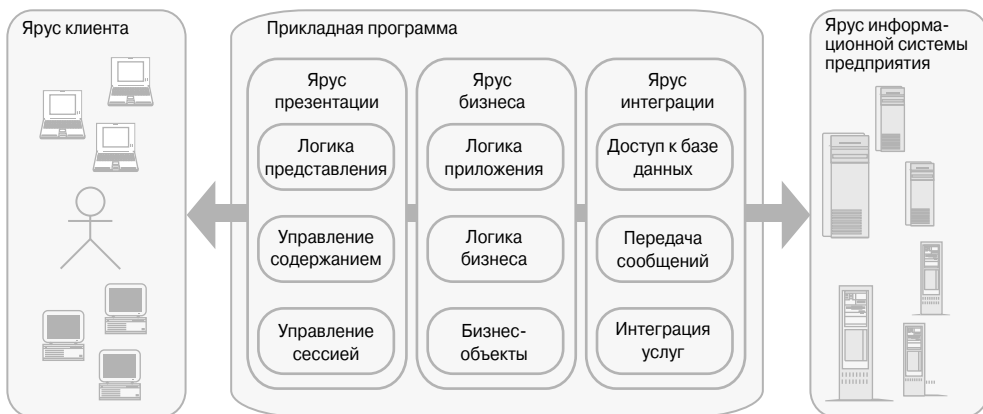 Ярус клиента
Прикладная программа
Ярус
презентации
Логика
представления
Управление
содержанием
Управление
сессией
Ярус
бизнеса
Логика
приложения
Логика
бизнеса
Бизнес-
объекты
Ярус
интеграции
Доступ к базе
данных
Передача
сообщений
Интеграция
услуг
Ярус информа-
ционной системы
предприятия